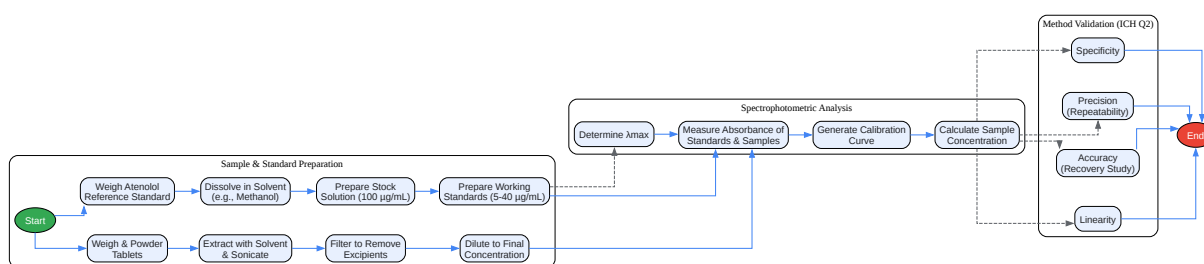 Sample & Standard Preparation
Start
Weigh Atenolol
Reference Standard
Dissolve in Solvent
(e.g., Methanol)
Prepare Stock
Solution (100 µg/mL)
Prepare Working
Standards (5-40 µg/mL)
Weigh & Powder
Tablets
Extract with Solvent
& Sonicate
Filter to Remove
Excipients
Dilute to Final
Concentration
Spectrophotometric Analysis
Determine λmax
Measure Absorbance of
Standards & Samples
Generate Calibration
Curve
Calculate Sample
Concentration
Method Validation (ICH Q2)
Specificity
Precision
(Repeatability)
Accuracy
(Recovery Study)
Linearity
End